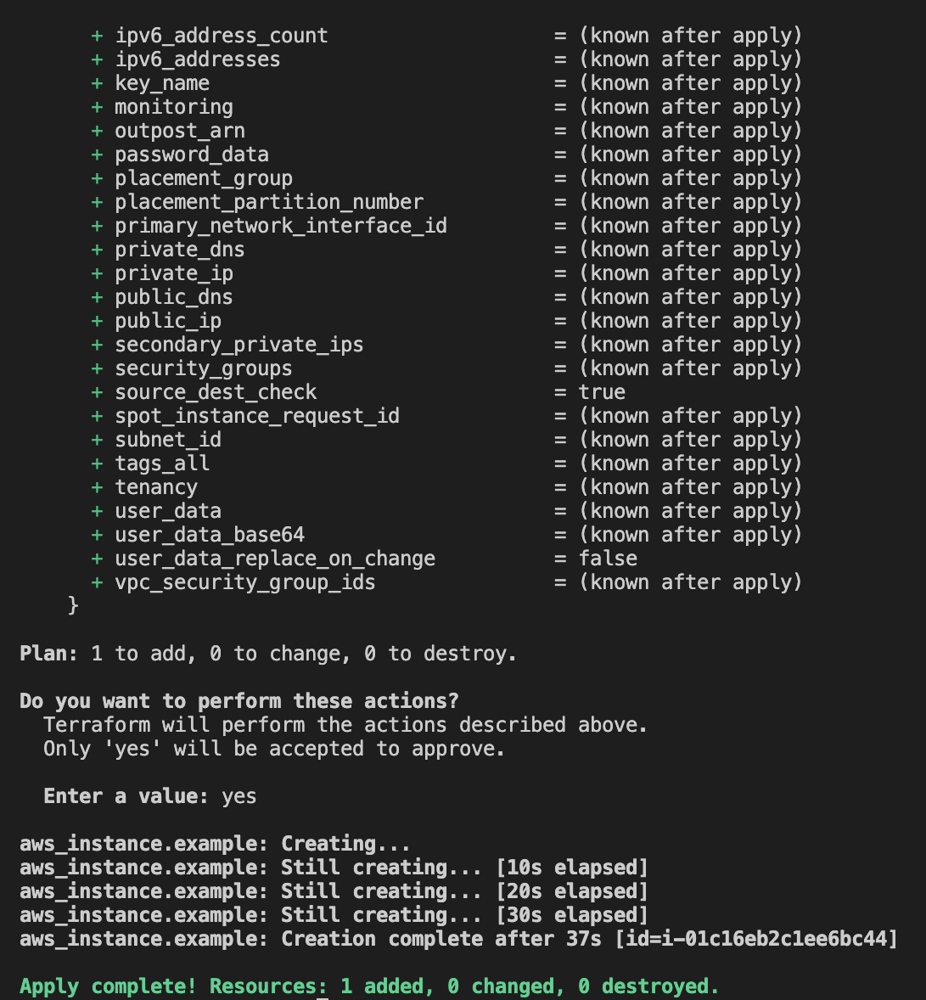 + ipv6_address_count = (known after apply)
+ ipv6_addresses = (known after apply)
+ key_name = (known after apply)
+ monitoring = (known after apply)
+ outpost_arn = (known after apply)
+ password_data = (known after apply)
+ placement_group = (known after apply)
+ placement_partition_number = (known after apply)
+ primary_network_interface_id = (known after apply)
+ private_dns = (known after apply)
+ private_ip = (known after apply)
+ public_dns = (known after apply)
+ public_ip = (known after apply)
+ secondary_private_ips = (known after apply)
+ security_groups = (known after apply)
+ source_dest_check = true
+ spot_instance_request_id = (known after apply)
+ subnet_id = (known after apply)
+ tags_all = (known after apply)
+ tenancy = (known after apply)
+ user_data = (known after apply)
+ user_data_base64 = (known after apply)
+ user_data_replace_on_change = false
+ vpc_security_group_ids = (known after apply)
}
Plan: 1 to add, 0 to change, 0 to destroy.
Do you want to perform these actions?
Terraform will perform the actions described above.
Only 'yes' will be accepted to approve.
Enter a value: yes
aws_instance.example: Creating...
aws_instance.example: Still creating... [10s elapsed]
aws_instance.example: Still creating... [20s elapsed]
aws_instance.example: Still creating... [30s elapsed]
aws_instance.example: Creation complete after 37s [id=i-01c16eb2c1ee6bc44]
Apply complete! Resources: 1 added, 0 changed, 0 destroyed.